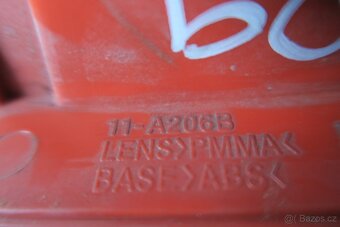 11-A206B
LENS>PMMA<
BASE>ABS<
© Bazos.cz